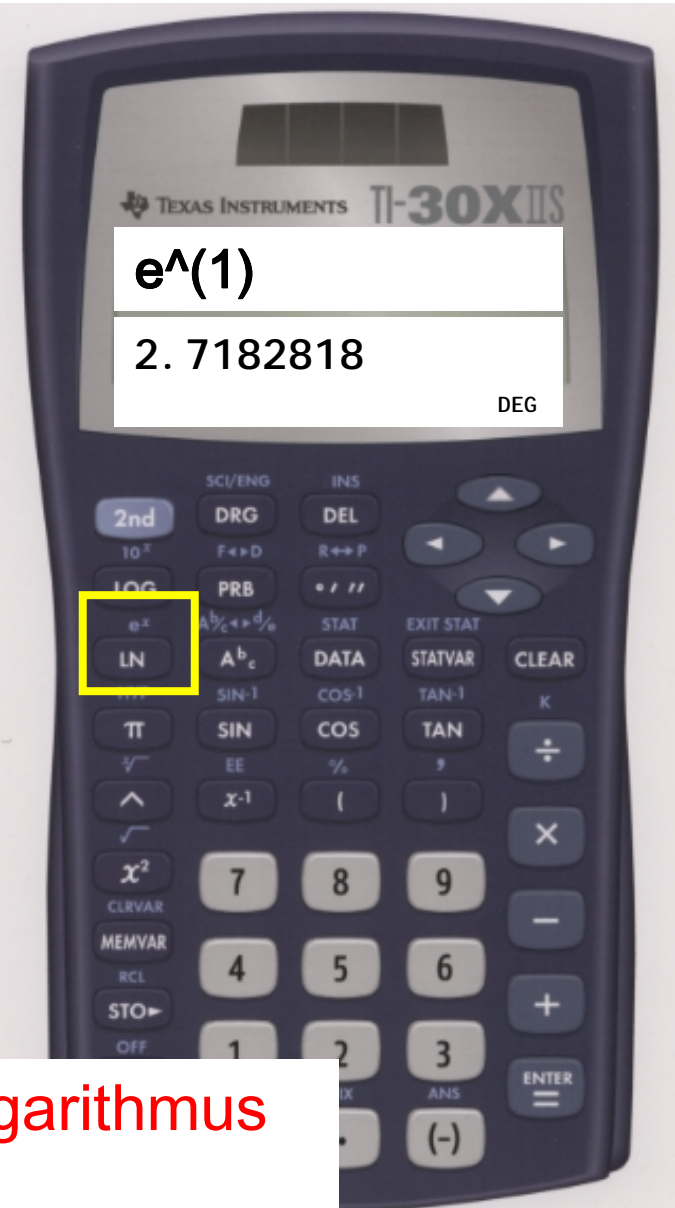 TEXAS INSTRUMENTS TI-30XIIS
e^(1)
2. 7182818
DEG
SCI/ENG INS
2nd DRG DEL
10ˣ F◄►D R↔P
LOG PRB ° ′ ″
eˣ Aᵇ⁄c◄►ᵈ⁄e STAT EXIT STAT
LN Aᵇc DATA STATVAR CLEAR
SIN-1 COS-1 TAN-1 K
π SIN COS TAN ÷
ˣ√ EE % ,
^ x-1 ( )
√ ×
x² 7 8 9
CLRVAR −
MEMVAR 4 5 6
RCL +
STO►
OFF 1 2 3
ANS ENTER
garithmus . (–) =